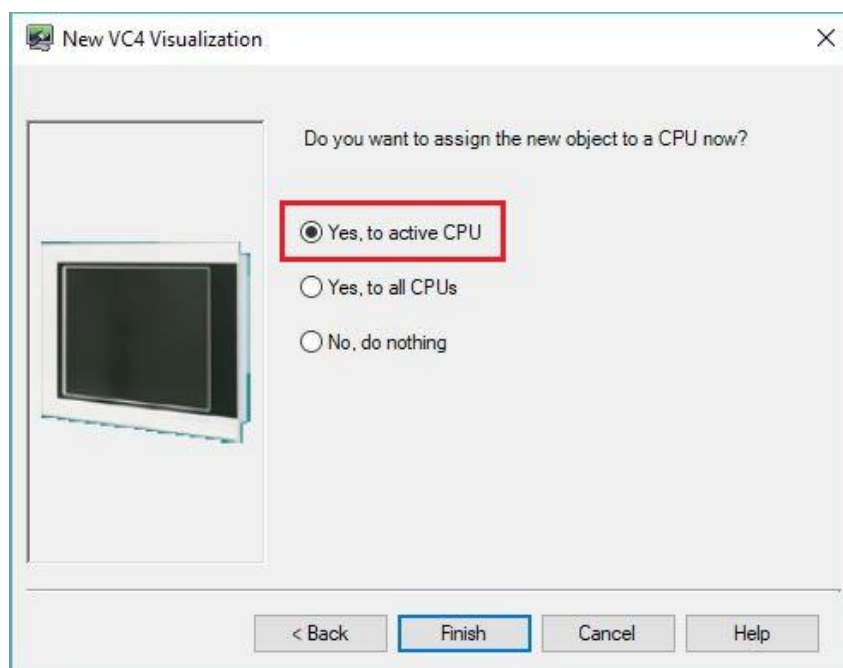 New VC4 Visualization
Do you want to assign the new object to a CPU now?
Yes, to active CPU
Yes, to all CPUs
No, do nothing
< Back
Finish
Cancel
Help